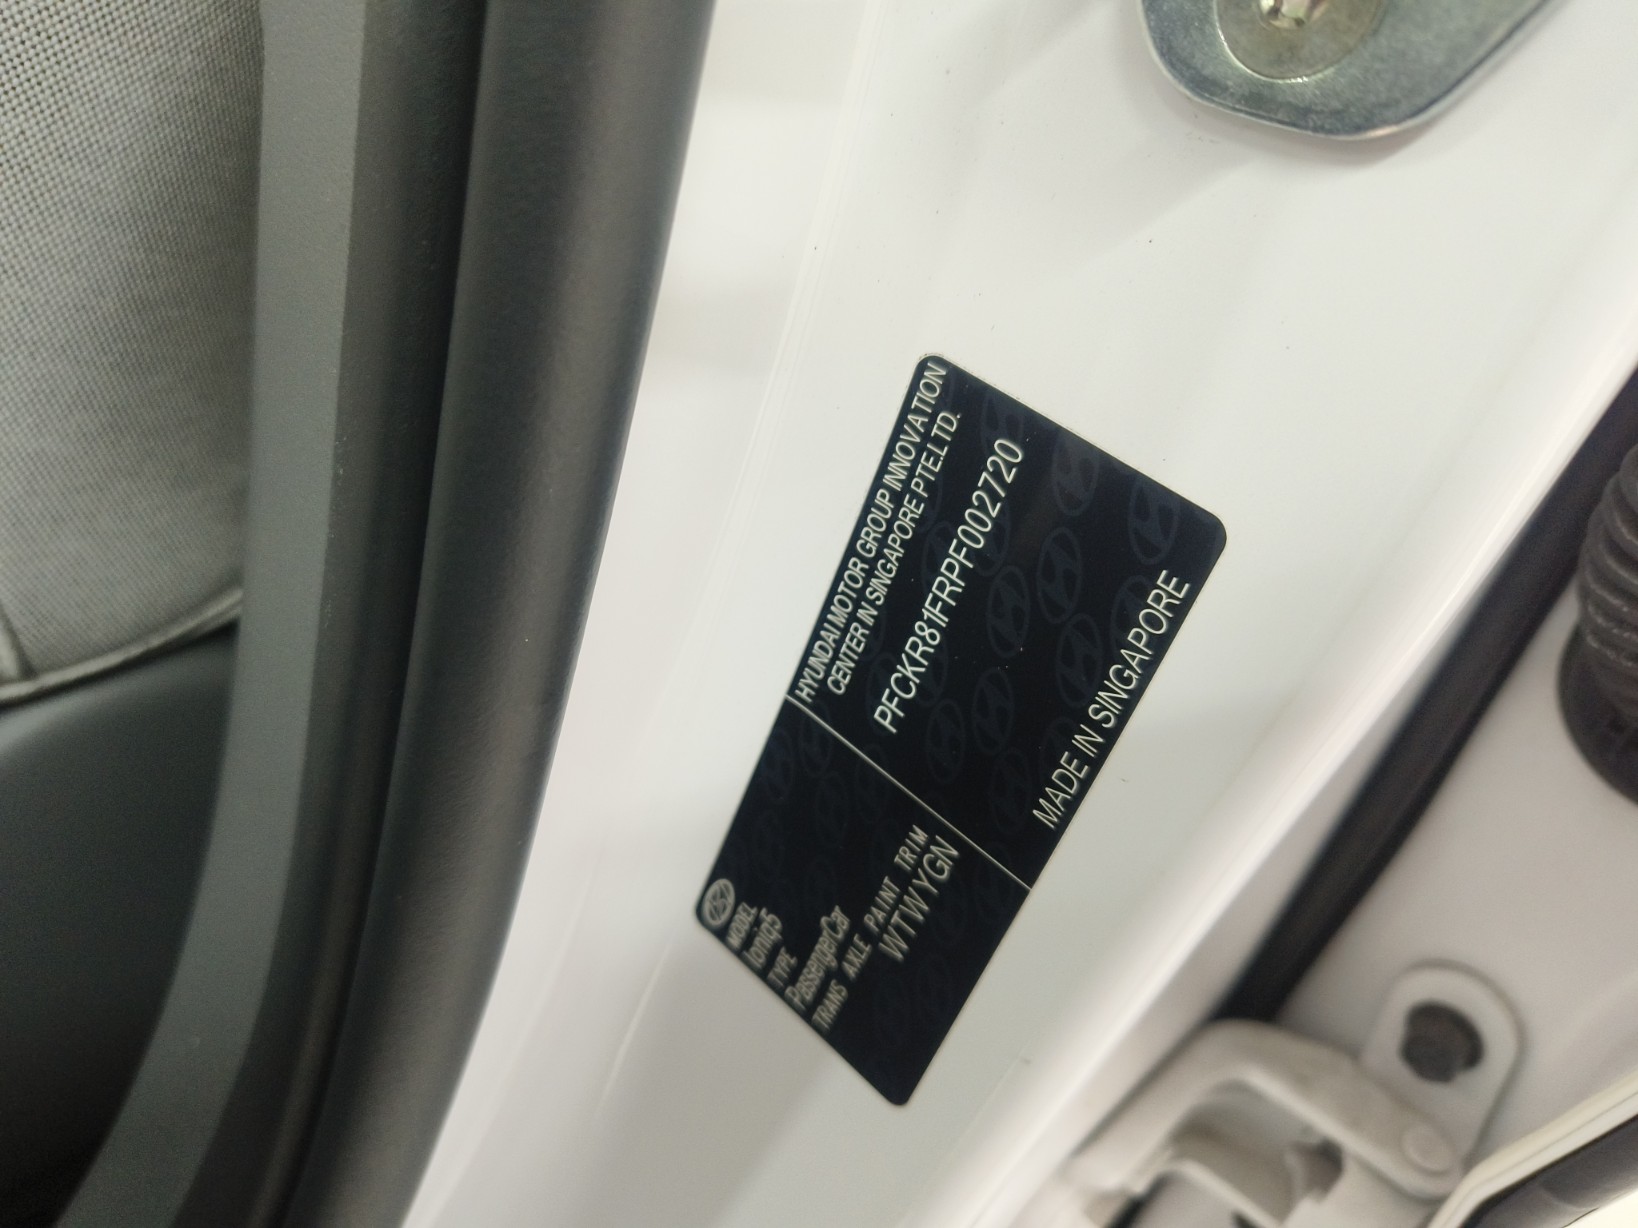 MODEL
Ioniq5
TYPE
PassengerCar
TRANS AXLE PAINT TRIM
WTWYGN
HYUNDAI MOTOR GROUP INNOVATION
CENTER IN SINGAPORE PTE.LTD.
PFCKR81FRPF002720
MADE IN SINGAPORE